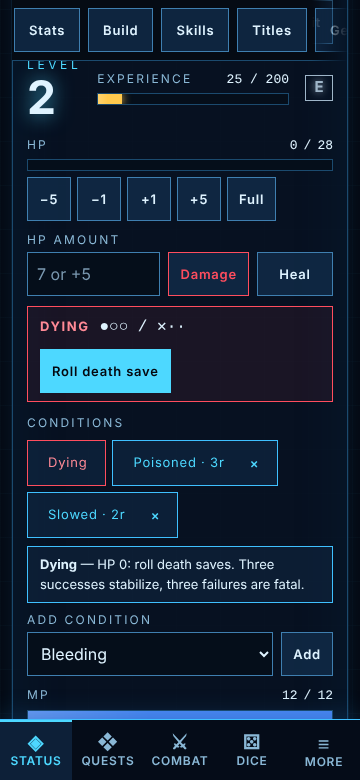 Stats Build Skills Titles
LEVEL
2
EXPERIENCE 25 / 200
E
HP 0 / 28
−5 −1 +1 +5 Full
HP AMOUNT
7 or +5 Damage Heal
DYING ●○○ / ×··
Roll death save
CONDITIONS
Dying Poisoned · 3r ×
Slowed · 2r ×
Dying — HP 0: roll death saves. Three
successes stabilize, three failures are fatal.
ADD CONDITION
Bleeding Add
MP 12 / 12
STATUS QUESTS COMBAT DICE MORE